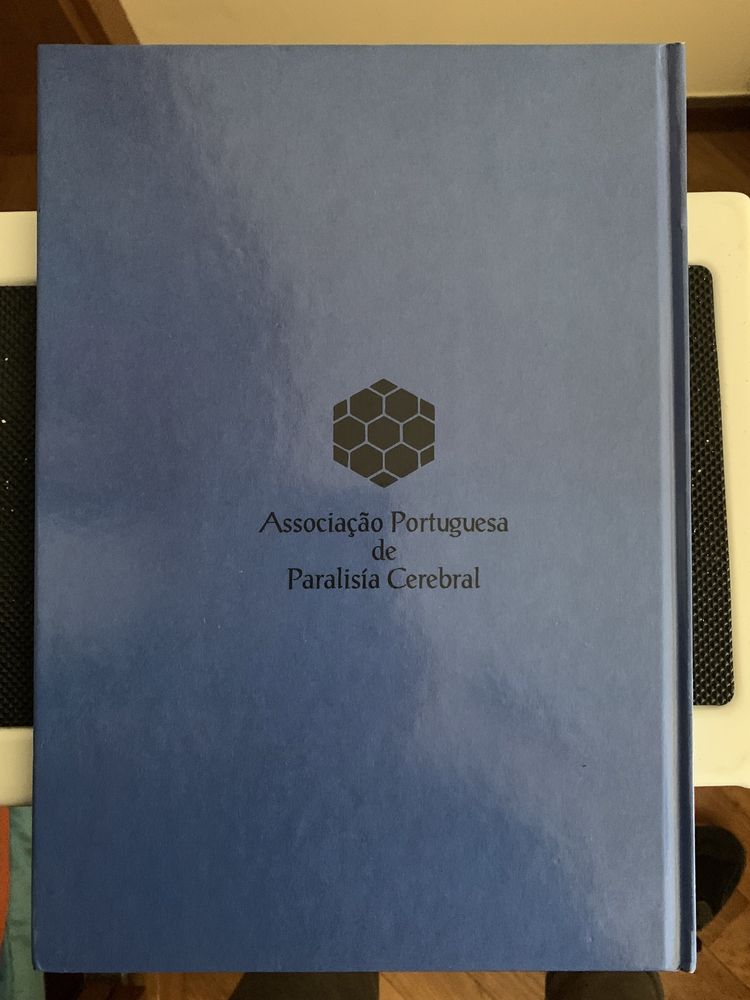 Associação Portuguesa
de
Paralisía Cerebral